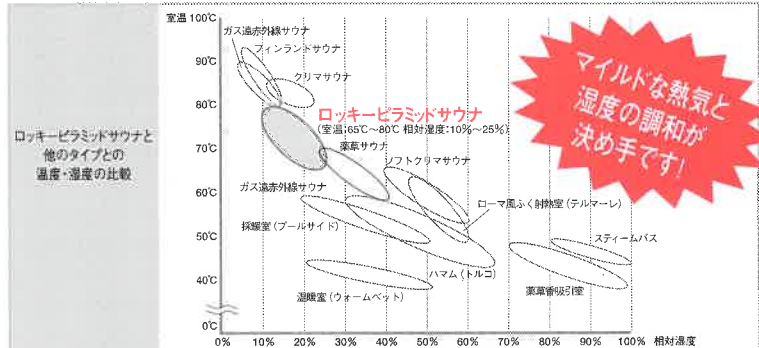 ロッキーピラミッドサウナと
他のタイプとの
温度・湿度の比較
室温 100℃
90℃
80℃
70℃
60℃
50℃
40℃
0℃
0%
10%
20%
30%
40%
50%
60%
70%
80%
90%
100%
相対湿度
ガス遠赤外線サウナ
フィンランドサウナ
クリマサウナ
ロッキーピラミッドサウナ
(室温:65℃〜80℃ 相対湿度:10%〜25%)
薬草サウナ
ソフトクリマサウナ
ガス遠赤外線サウナ
採暖室(プールサイド)
ローマ風ふく射熱室(テルマーレ)
スティームバス
ハマム(トルコ)
薬草香吸引室
温暖室(ウォームベット)
マイルドな熱気と
湿度の調和が
決め手です!